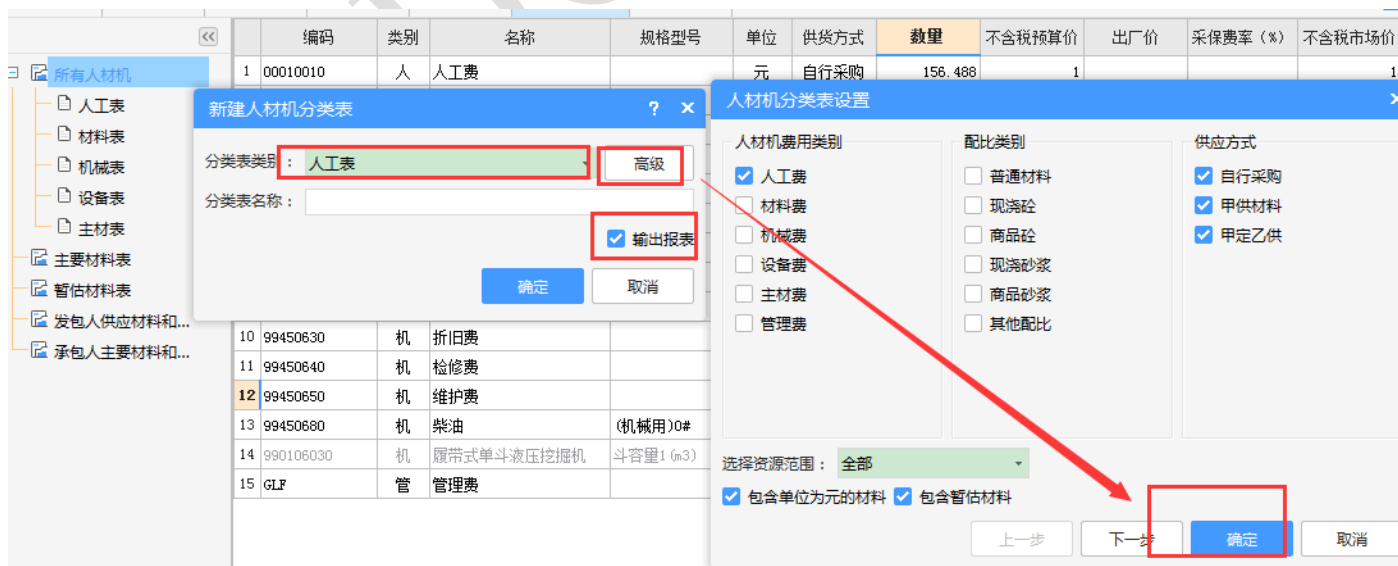 编码 类别 名称 规格型号 单位 供货方式 数量 不含税预算价 出厂价 采保费率（%） 不含税市场价
所有人材机
人工表
材料表
机械表
设备表
主材表
主要材料表
暂估材料表
发包人供应材料和...
承包人主要材料和...
1 00010010 人 人工费 元 自行采购 156.488 1 1
新建人材机分类表 ? ×
分类表类别： 人工表 高级
分类表名称：
输出报表
确定 取消
10 99450630 机 折旧费
11 99450640 机 检修费
12 99450650 机 维护费
13 99450680 机 柴油 (机械用)0#
14 990106030 机 履带式单斗液压挖掘机 斗容量1(m3)
15 GLF 管 管理费
人材机分类表设置
人材机费用类别 配比类别 供应方式
人工费 普通材料 自行采购
材料费 现浇砼 甲供材料
机械费 商品砼 甲定乙供
设备费 现浇砂浆
主材费 商品砂浆
管理费 其他配比
选择资源范围： 全部
包含单位为元的材料 包含暂估材料
上一步 下一步 确定 取消